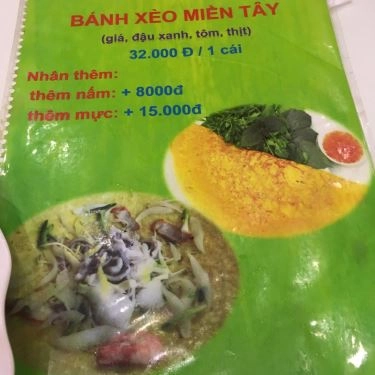 BÁNH XÈO MIỀN TÂY
(giá, đậu xanh, tôm, thịt)
32.000 Đ / 1 cái
Nhân thêm:
thêm nấm: + 8000đ
thêm mực: + 15.000đ